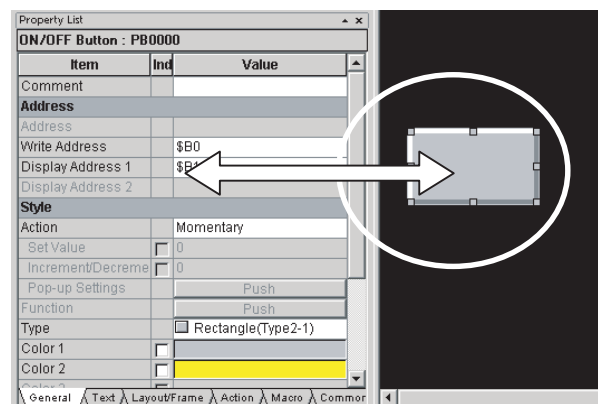 Property List
ON/OFF Button : PB0000
Item Ind Value
Comment
Address
Address
Write Address $B0
Display Address 1
Display Address 2
Style
Action Momentary
Set Value 0
Increment/Decreme 0
Pop-up Settings Push
Function Push
Type Rectangle(Type2-1)
Color 1
Color 2
General Text Layout/Frame Action Macro Commor